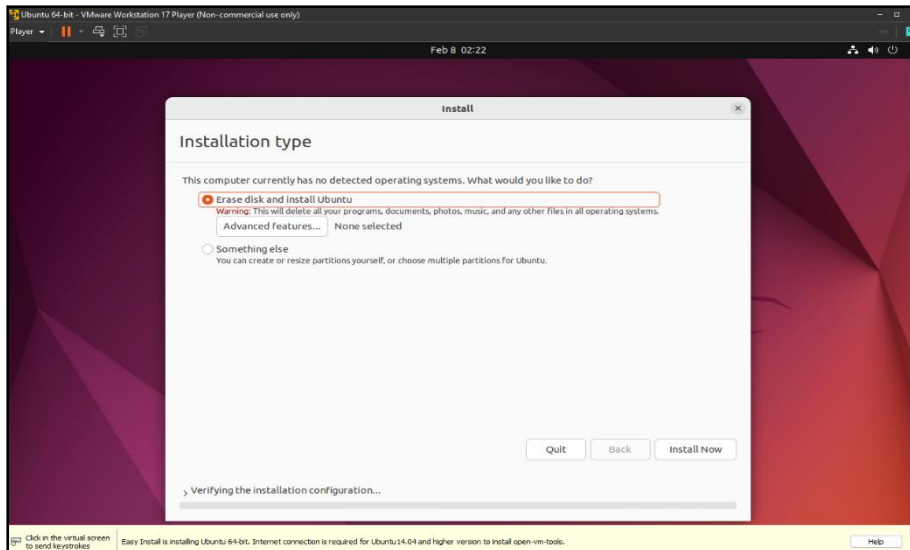 Ubuntu 64-bit - VMware Workstation 17 Player (Non-commercial use only)
Player
Feb 8 02:22
Install
Installation type
This computer currently has no detected operating systems. What would you like to do?
Erase disk and install Ubuntu
Warning: This will delete all your programs, documents, photos, music, and any other files in all operating systems.
Advanced features... None selected
Something else
You can create or resize partitions yourself, or choose multiple partitions for Ubuntu.
Quit Back Install Now
Verifying the installation configuration...
Click in the virtual screen
to send keystrokes
Easy Install is installing Ubuntu 64-bit. Internet connection is required for Ubuntu14.04 and higher version to install open-vm-tools.
Help